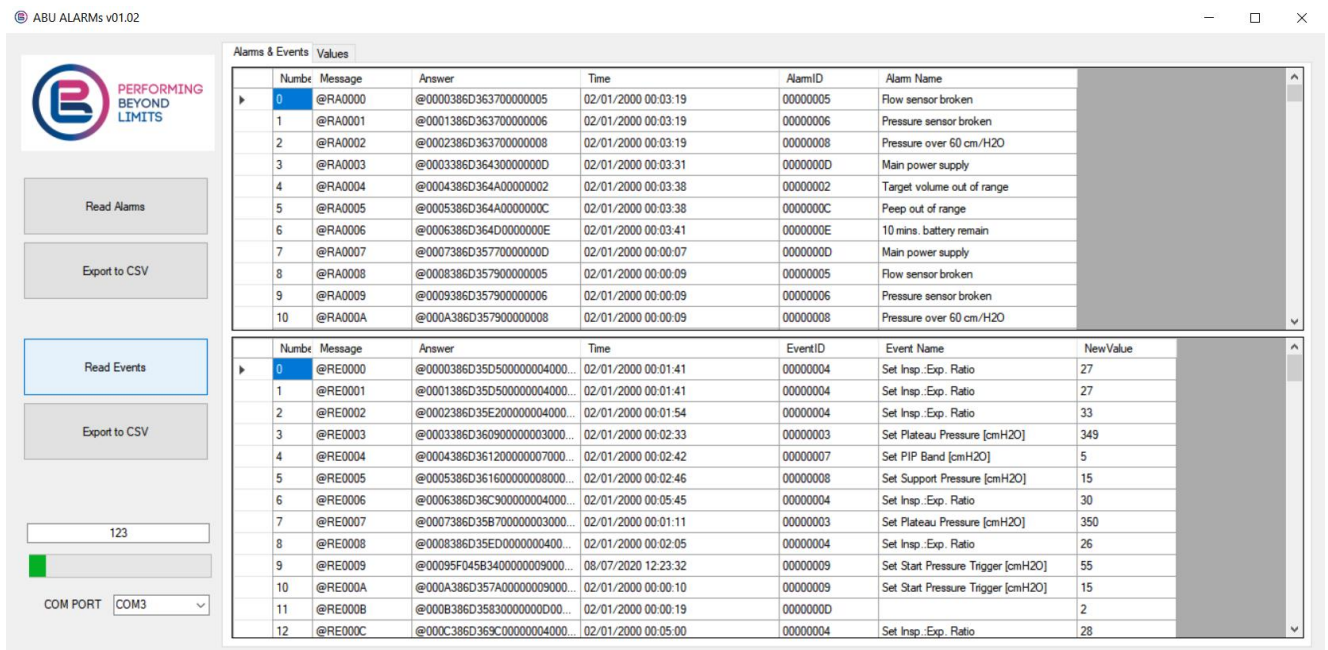 ABU ALARMs v01.02
PERFORMING
BEYOND
LIMITS
Read Alarms
Export to CSV
Read Events
Export to CSV
123
COM PORT COM3
Alarms & Events Values
Numbe Message Answer Time AlarmID Alarm Name
0 @RA0000 @0000386D363700000005 02/01/2000 00:03:19 00000005 Flow sensor broken
1 @RA0001 @0001386D363700000006 02/01/2000 00:03:19 00000006 Pressure sensor broken
2 @RA0002 @0002386D363700000008 02/01/2000 00:03:19 00000008 Pressure over 60 cm/H2O
3 @RA0003 @0003386D36430000000D 02/01/2000 00:03:31 0000000D Main power supply
4 @RA0004 @0004386D364A00000002 02/01/2000 00:03:38 00000002 Target volume out of range
5 @RA0005 @0005386D364A0000000C 02/01/2000 00:03:38 0000000C Peep out of range
6 @RA0006 @0006386D364D0000000E 02/01/2000 00:03:41 0000000E 10 mins. battery remain
7 @RA0007 @0007386D35770000000D 02/01/2000 00:00:07 0000000D Main power supply
8 @RA0008 @0008386D357900000005 02/01/2000 00:00:09 00000005 Flow sensor broken
9 @RA0009 @0009386D357900000006 02/01/2000 00:00:09 00000006 Pressure sensor broken
10 @RA000A @000A386D357900000008 02/01/2000 00:00:09 00000008 Pressure over 60 cm/H2O
Numbe Message Answer Time EventID Event Name NewValue
0 @RE0000 @0000386D35D500000004000... 02/01/2000 00:01:41 00000004 Set Insp.:Exp. Ratio 27
1 @RE0001 @0001386D35D500000004000... 02/01/2000 00:01:41 00000004 Set Insp.:Exp. Ratio 27
2 @RE0002 @0002386D35E200000004000... 02/01/2000 00:01:54 00000004 Set Insp.:Exp. Ratio 33
3 @RE0003 @0003386D360900000003000... 02/01/2000 00:02:33 00000003 Set Plateau Pressure [cmH2O] 349
4 @RE0004 @0004386D361200000007000... 02/01/2000 00:02:42 00000007 Set PIP Band [cmH2O] 5
5 @RE0005 @0005386D361600000008000... 02/01/2000 00:02:46 00000008 Set Support Pressure [cmH2O] 15
6 @RE0006 @0006386D36C900000004000... 02/01/2000 00:05:45 00000004 Set Insp.:Exp. Ratio 30
7 @RE0007 @0007386D35B700000003000... 02/01/2000 00:01:11 00000003 Set Plateau Pressure [cmH2O] 350
8 @RE0008 @0008386D35ED0000000400... 02/01/2000 00:02:05 00000004 Set Insp.:Exp. Ratio 26
9 @RE0009 @00095F045B3400000009000... 08/07/2020 12:23:32 00000009 Set Start Pressure Trigger [cmH2O] 55
10 @RE000A @000A386D357A00000009000... 02/01/2000 00:00:10 00000009 Set Start Pressure Trigger [cmH2O] 15
11 @RE000B @000B386D35830000000D00... 02/01/2000 00:00:19 0000000D 2
12 @RE000C @000C386D369C00000004000... 02/01/2000 00:05:00 00000004 Set Insp.:Exp. Ratio 28